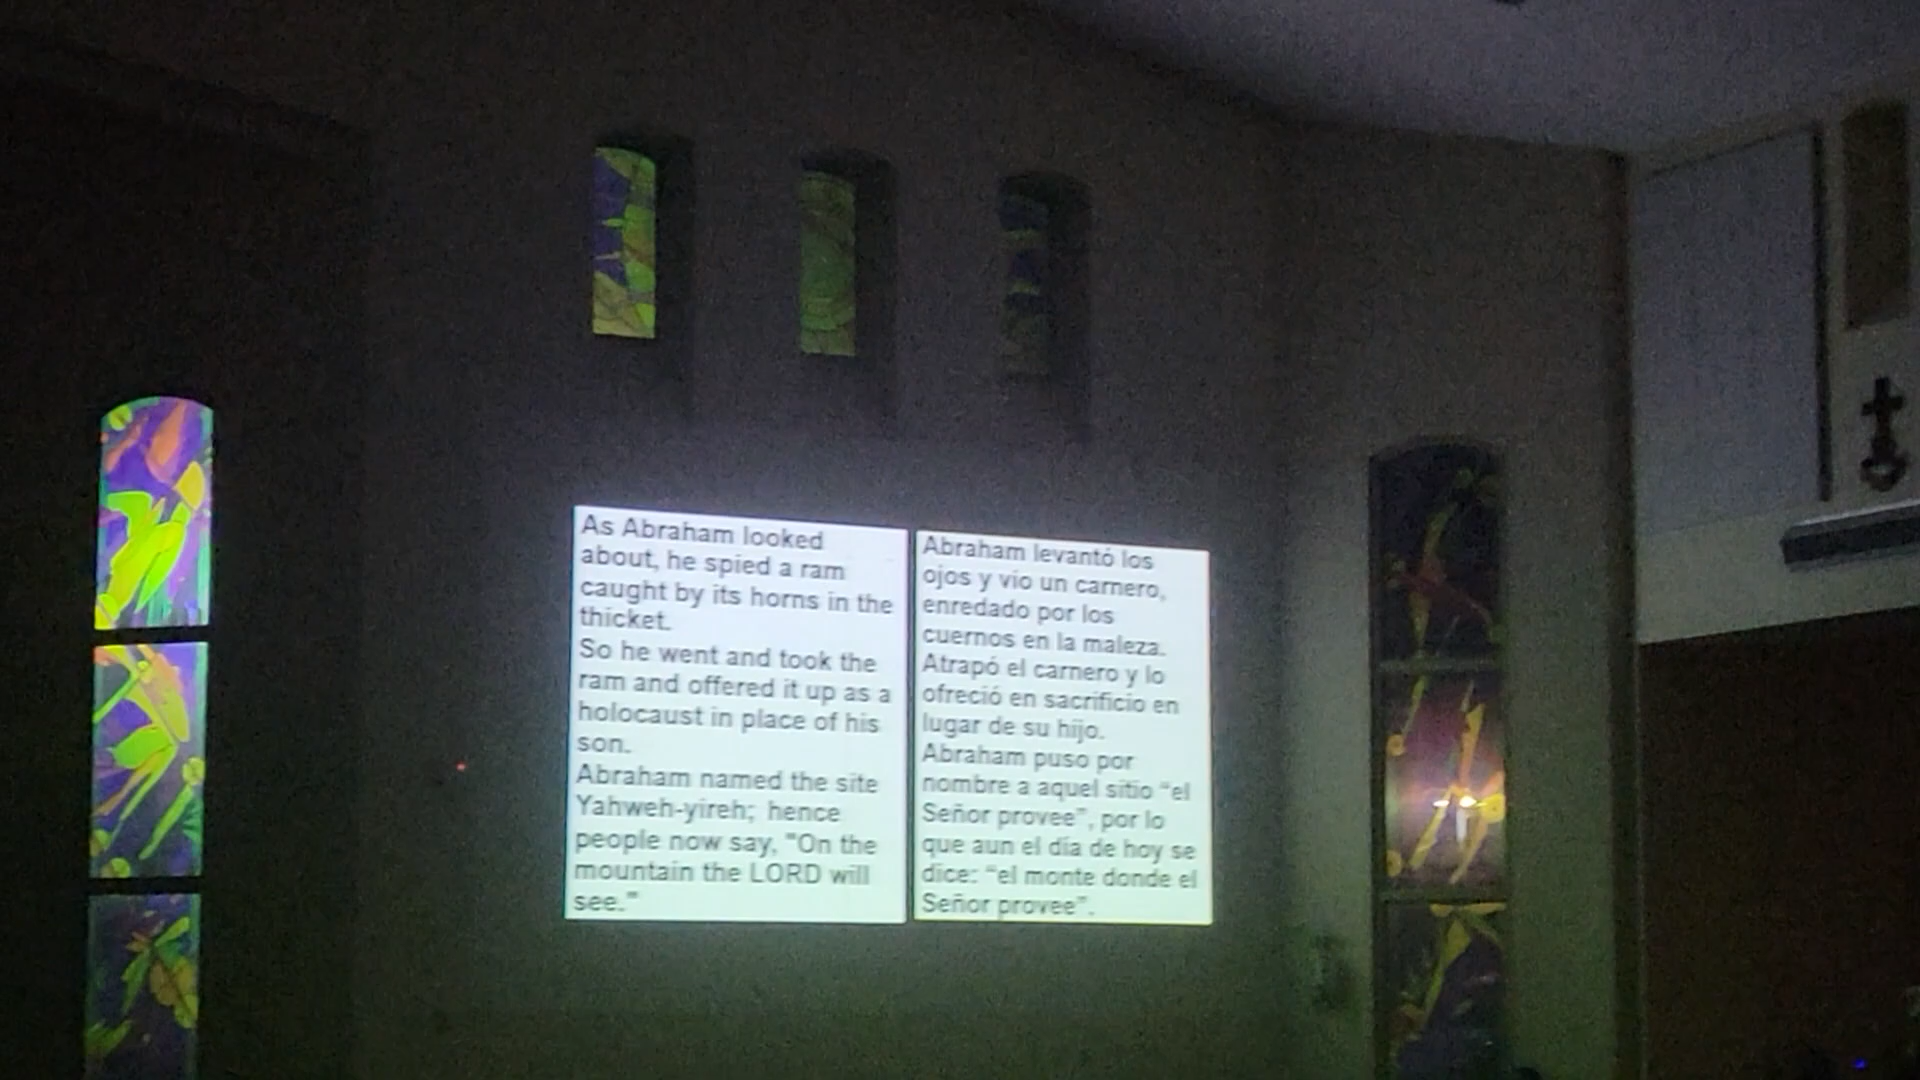 As Abraham looked
about, he spied a ram
caught by its horns in the
thicket.
So he went and took the
ram and offered it up as a
holocaust in place of his
son.
Abraham named the site
Yahweh-yireh; hence
people now say, "On the
mountain the LORD will
see."
Abraham levantó los
ojos y vio un carnero,
enredado por los
cuernos en la maleza.
Atrapó el carnero y lo
ofreció en sacrificio en
lugar de su hijo.
Abraham puso por
nombre a aquel sitio “el
Señor provee”, por lo
que aun el día de hoy se
dice: “el monte donde el
Señor provee”.